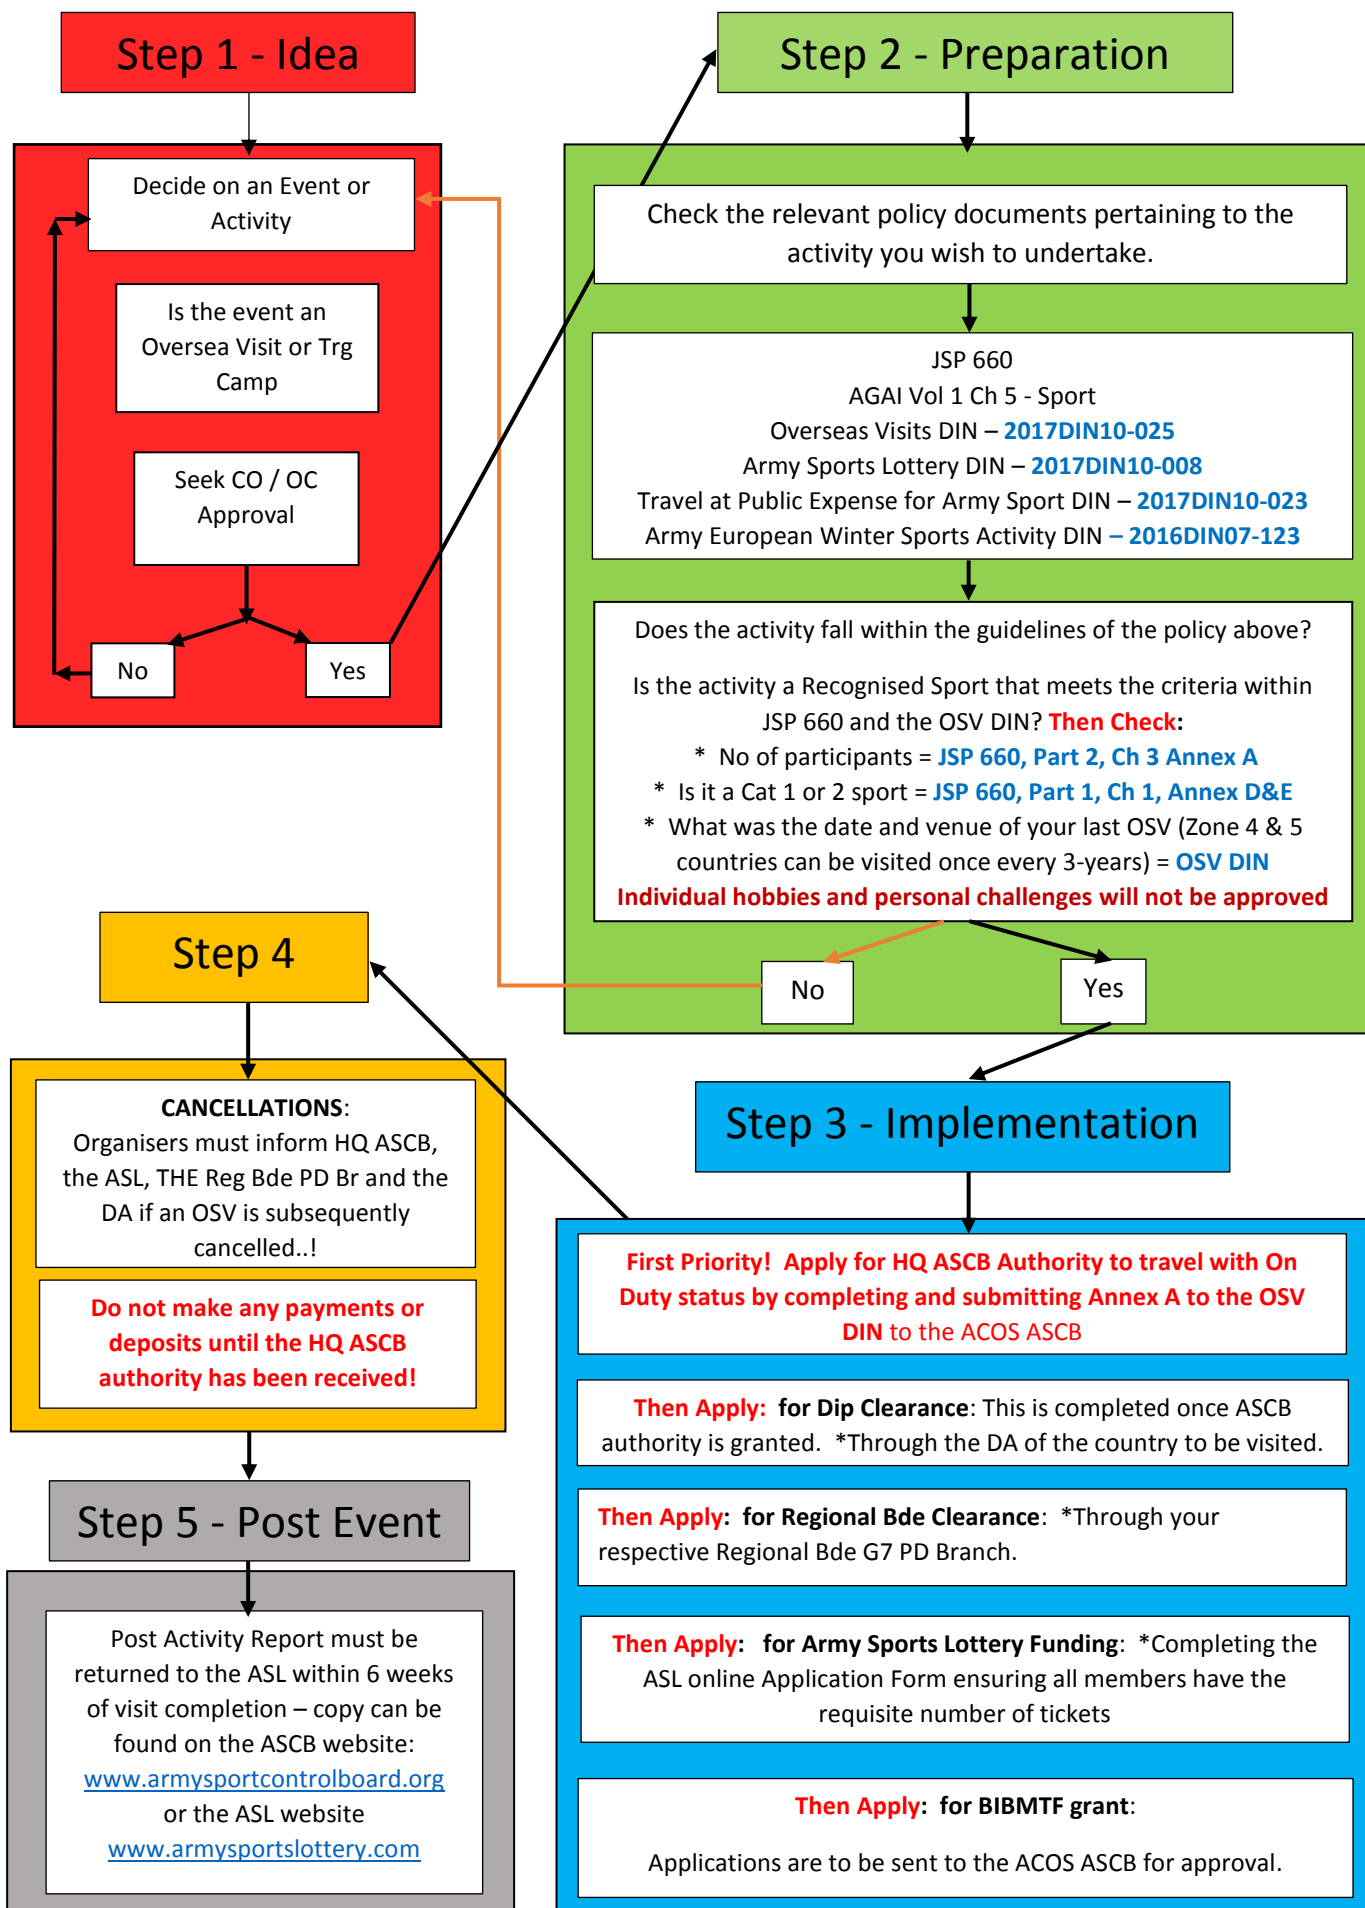 Step 1 - Idea
Decide on an Event or
Activity
Is the event an
Oversea Visit or Trg
Camp
Seek CO / OC
Approval
No
Yes
Step 2 - Preparation
Check the relevant policy documents pertaining to the
activity you wish to undertake.
JSP 660
AGAI Vol 1 Ch 5 - Sport
Overseas Visits DIN – 2017DIN10-025
Army Sports Lottery DIN – 2017DIN10-008
Travel at Public Expense for Army Sport DIN – 2017DIN10-023
Army European Winter Sports Activity DIN – 2016DIN07-123
Does the activity fall within the guidelines of the policy above?
Is the activity a Recognised Sport that meets the criteria within
JSP 660 and the OSV DIN? Then Check:
* No of participants = JSP 660, Part 2, Ch 3 Annex A
* Is it a Cat 1 or 2 sport = JSP 660, Part 1, Ch 1, Annex D&E
* What was the date and venue of your last OSV (Zone 4 & 5
countries can be visited once every 3-years) = OSV DIN
Individual hobbies and personal challenges will not be approved
No
Yes
Step 3 - Implementation
First Priority! Apply for HQ ASCB Authority to travel with On
Duty status by completing and submitting Annex A to the OSV
DIN to the ACOS ASCB
Then Apply: for Dip Clearance: This is completed once ASCB
authority is granted. *Through the DA of the country to be visited.
Then Apply: for Regional Bde Clearance: *Through your
respective Regional Bde G7 PD Branch.
Then Apply: for Army Sports Lottery Funding: *Completing the
ASL online Application Form ensuring all members have the
requisite number of tickets
Then Apply: for BIBMTF grant:
Applications are to be sent to the ACOS ASCB for approval.
Step 4
CANCELLATIONS:
Organisers must inform HQ ASCB,
the ASL, THE Reg Bde PD Br and the
DA if an OSV is subsequently
cancelled..!
Do not make any payments or
deposits until the HQ ASCB
authority has been received!
Step 5 - Post Event
Post Activity Report must be
returned to the ASL within 6 weeks
of visit completion – copy can be
found on the ASCB website:
www.armysportcontrolboard.org
or the ASL website
www.armysportslottery.com